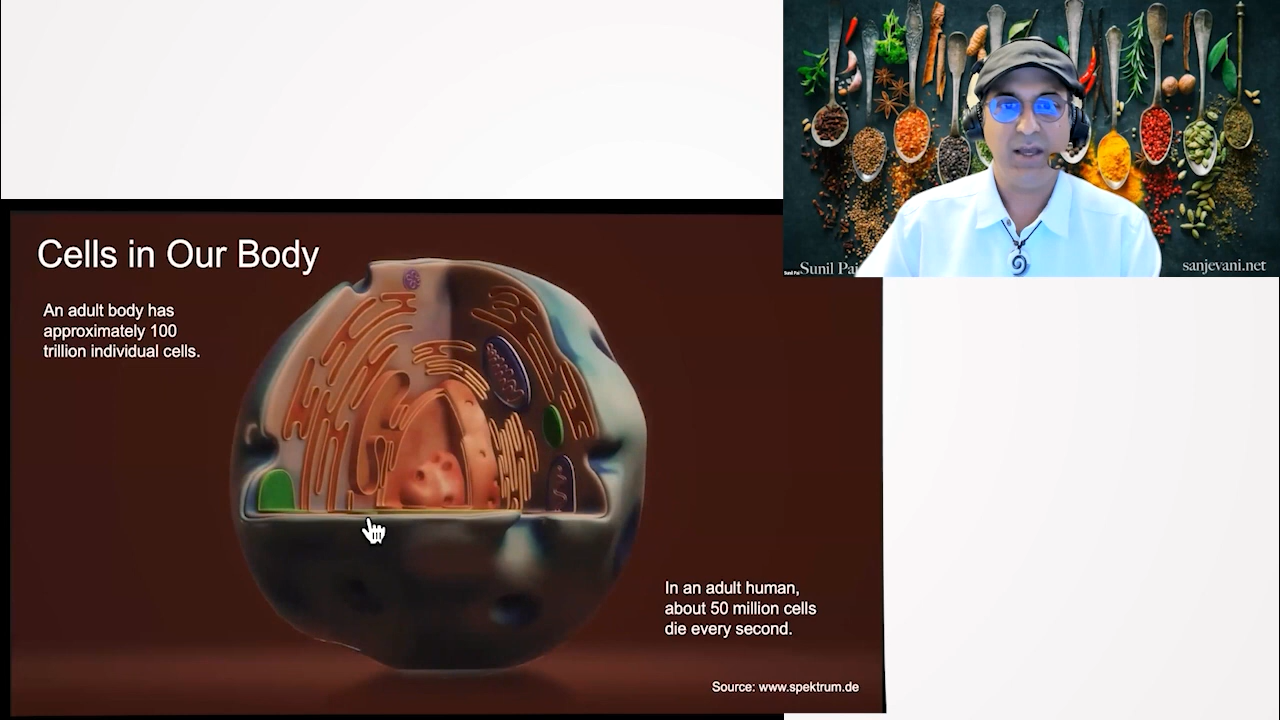 Cells in Our Body
An adult body has
approximately 100
trillion individual cells.
In an adult human,
about 50 million cells
die every second.
Source: www.spektrum.de
Sunil Pai
sanjevani.net